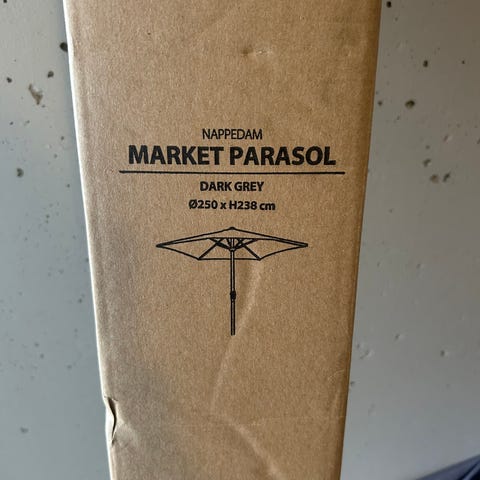 NAPPEDAM
MARKET PARASOL
DARK GREY
Ø250 x H238 cm